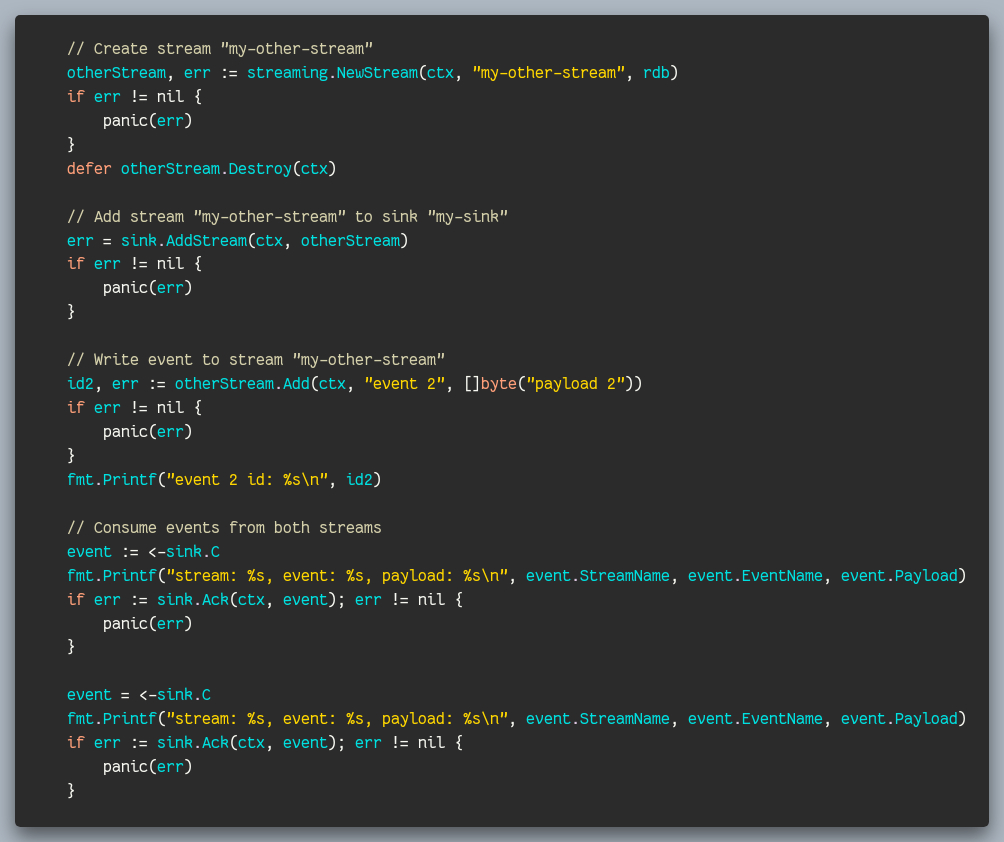 // Create stream "my-other-stream"
otherStream, err := streaming.NewStream(ctx, "my-other-stream", rdb)
if err != nil {
    panic(err)
}
defer otherStream.Destroy(ctx)

// Add stream "my-other-stream" to sink "my-sink"
err = sink.AddStream(ctx, otherStream)
if err != nil {
    panic(err)
}

// Write event to stream "my-other-stream"
id2, err := otherStream.Add(ctx, "event 2", []byte("payload 2"))
if err != nil {
    panic(err)
}
fmt.Printf("event 2 id: %s\n", id2)

// Consume events from both streams
event := <-sink.C
fmt.Printf("stream: %s, event: %s, payload: %s\n", event.StreamName, event.EventName, event.Payload)
if err := sink.Ack(ctx, event); err != nil {
    panic(err)
}

event = <-sink.C
fmt.Printf("stream: %s, event: %s, payload: %s\n", event.StreamName, event.EventName, event.Payload)
if err := sink.Ack(ctx, event); err != nil {
    panic(err)
}